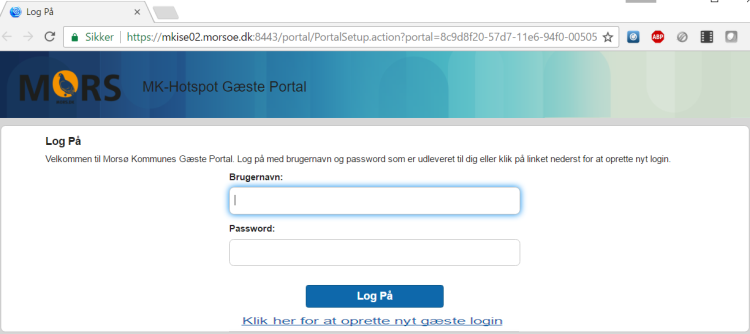 Log På
Sikker
https://mkise02.morsoe.dk:8443/portal/PortalSetup.action?portal=8c9d8f20-57d7-11e6-94f0-00505
ABP
MORS
MK-Hotspot Gæste Portal
Log På
Velkommen til Morsø Kommunes Gæste Portal. Log på med brugernavn og password som er udleveret til dig eller klik på linket nederst for at oprette nyt login.
Brugernavn:
Password:
Log På
Klik her for at oprette nyt gæste login